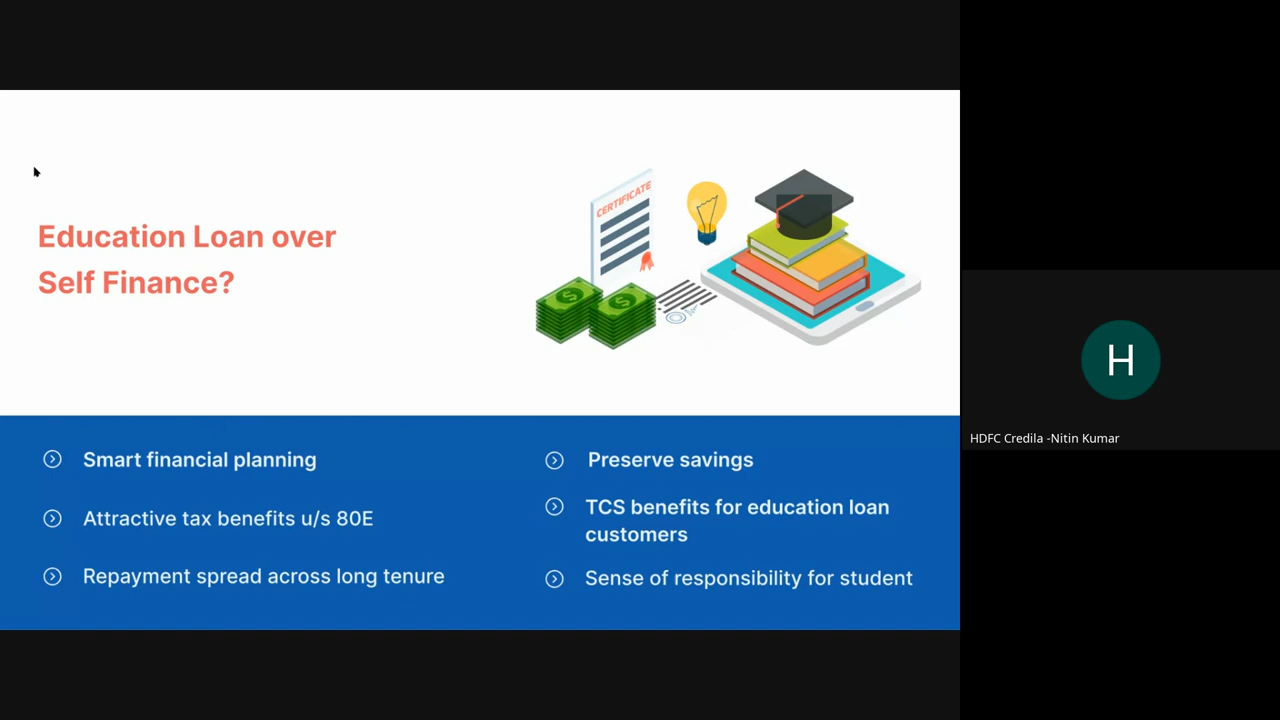 Education Loan over
Self Finance?
CERTIFICATE
Smart financial planning
Attractive tax benefits u/s 80E
Repayment spread across long tenure
Preserve savings
TCS benefits for education loan
customers
Sense of responsibility for student
H
HDFC Credila -Nitin Kumar